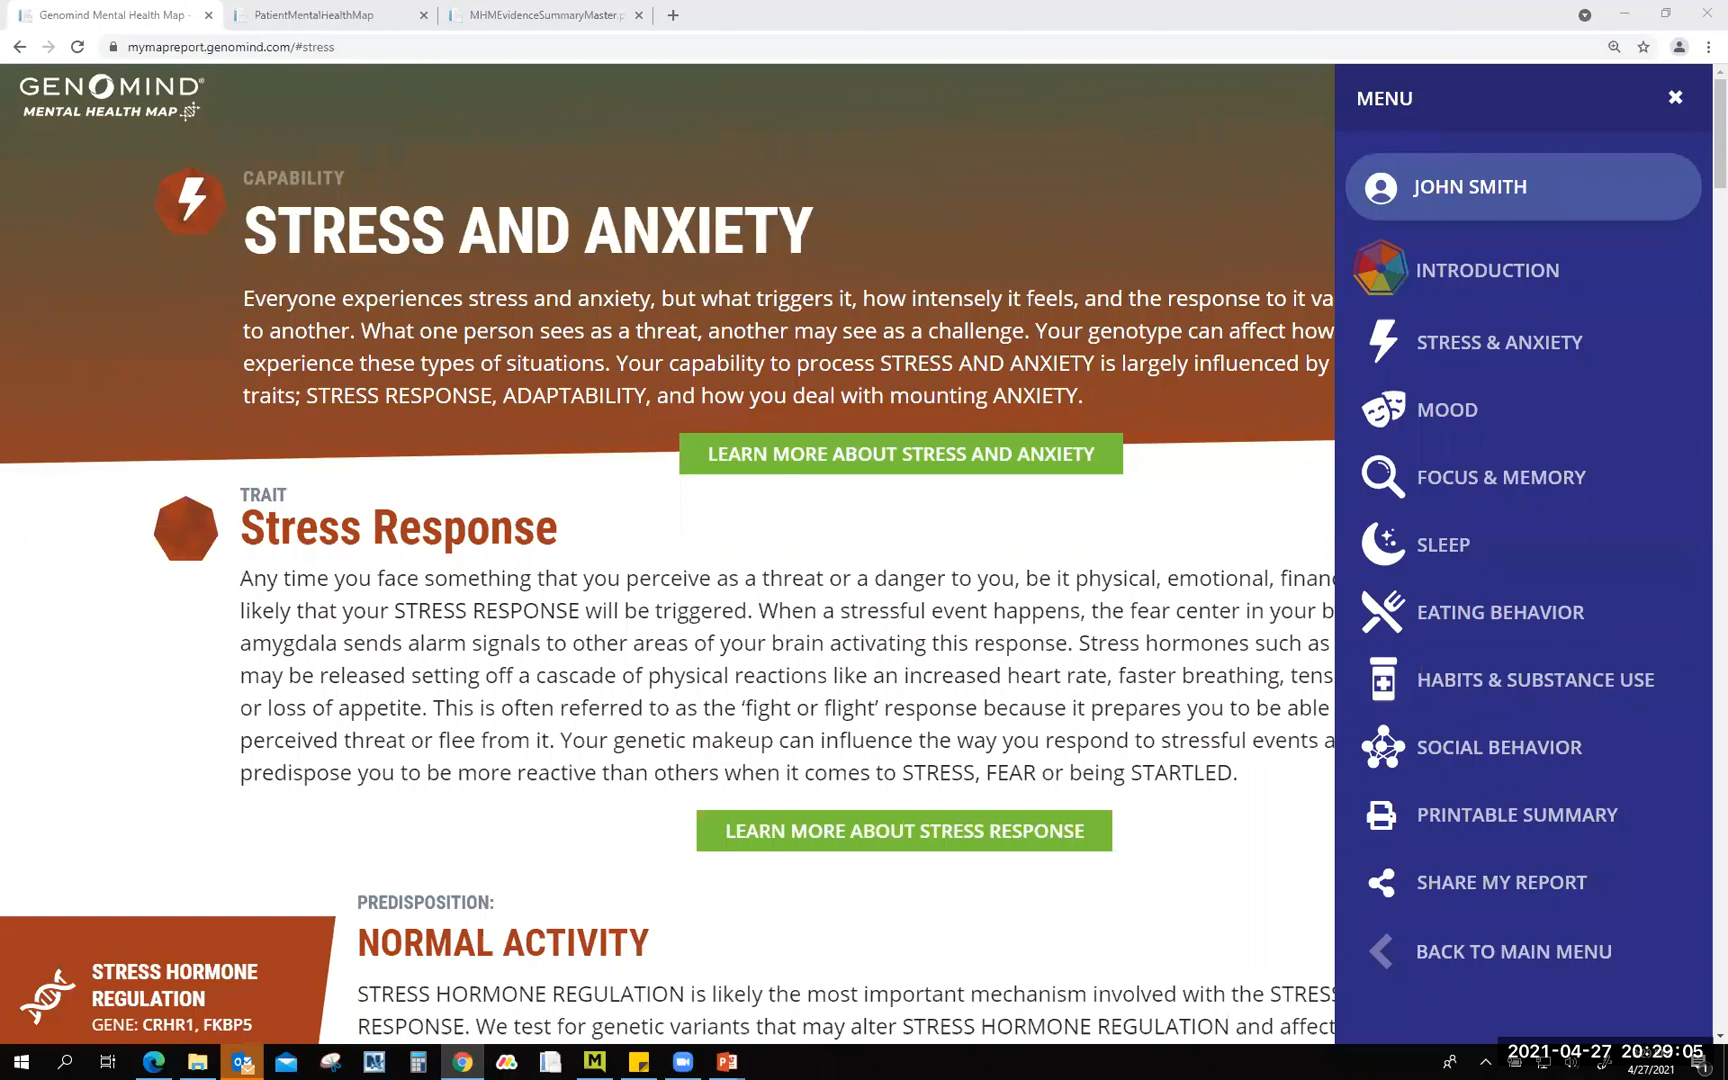 Genomind Mental Health Map -
PatientMentalHealthMap
MHMEvidenceSummaryMaster.p
mymapreport.genomind.com/#stress
GENOMIND®
MENTAL HEALTH MAP
CAPABILITY
STRESS AND ANXIETY
Everyone experiences stress and anxiety, but what triggers it, how intensely it feels, and the response to it va
to another. What one person sees as a threat, another may see as a challenge. Your genotype can affect how
experience these types of situations. Your capability to process STRESS AND ANXIETY is largely influenced by
traits; STRESS RESPONSE, ADAPTABILITY, and how you deal with mounting ANXIETY.
LEARN MORE ABOUT STRESS AND ANXIETY
TRAIT
Stress Response
Any time you face something that you perceive as a threat or a danger to you, be it physical, emotional, financ
likely that your STRESS RESPONSE will be triggered. When a stressful event happens, the fear center in your b
amygdala sends alarm signals to other areas of your brain activating this response. Stress hormones such as
may be released setting off a cascade of physical reactions like an increased heart rate, faster breathing, tens
or loss of appetite. This is often referred to as the ‘fight or flight’ response because it prepares you to be able
perceived threat or flee from it. Your genetic makeup can influence the way you respond to stressful events a
predispose you to be more reactive than others when it comes to STRESS, FEAR or being STARTLED.
LEARN MORE ABOUT STRESS RESPONSE
PREDISPOSITION:
NORMAL ACTIVITY
STRESS HORMONE
REGULATION
GENE: CRHR1, FKBP5
STRESS HORMONE REGULATION is likely the most important mechanism involved with the STRES
RESPONSE. We test for genetic variants that may alter STRESS HORMONE REGULATION and affect
MENU
JOHN SMITH
INTRODUCTION
STRESS & ANXIETY
MOOD
FOCUS & MEMORY
SLEEP
EATING BEHAVIOR
HABITS & SUBSTANCE USE
SOCIAL BEHAVIOR
PRINTABLE SUMMARY
SHARE MY REPORT
BACK TO MAIN MENU
2021-04-27 20:29:05
4/27/2021